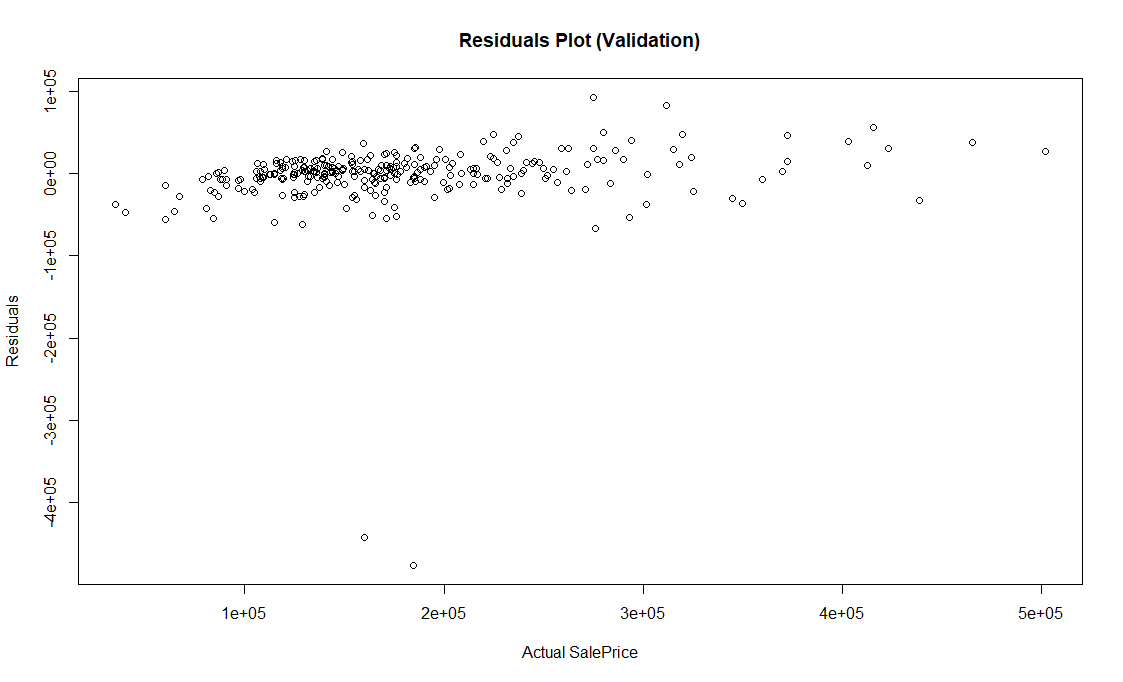 Residuals Plot (Validation)
1e+05
0e+00
-1e+05
-2e+05
-3e+05
-4e+05
Residuals
1e+05 2e+05 3e+05 4e+05 5e+05
Actual SalePrice